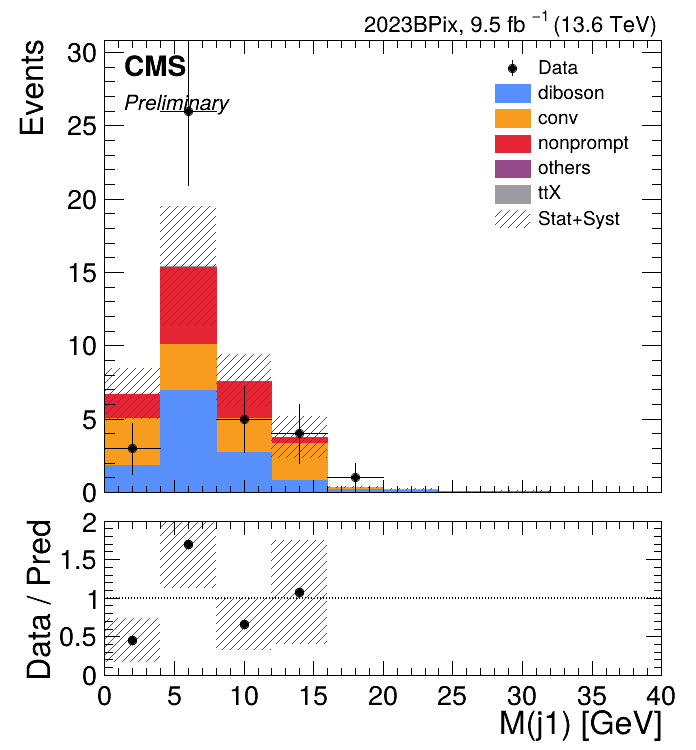 2023BPix, 9.5 fb⁻¹ (13.6 TeV)
CMS
Preliminary
Events
30
25
20
15
10
5
0
Data
diboson
conv
nonprompt
others
ttX
Stat+Syst
Data / Pred
2
1.5
1
0.5
0
0 5 10 15 20 25 30 35 40
M(j1) [GeV]